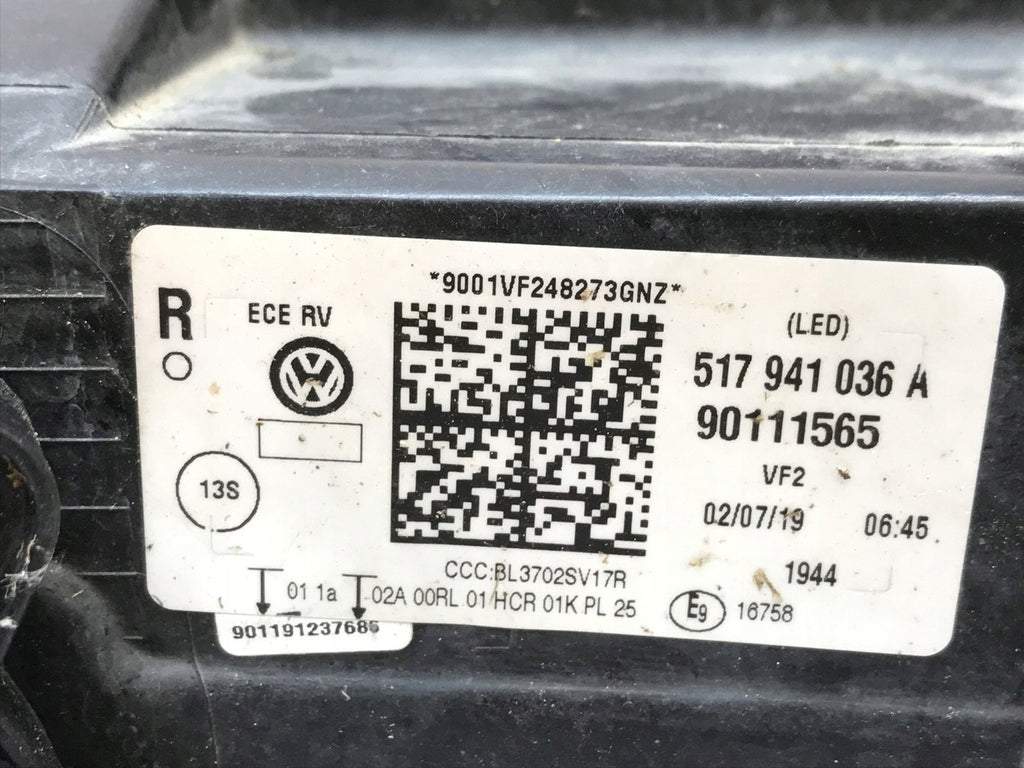 *9001VF248273GNZ*
R
ECE RV
(LED)
517 941 036 A
90111565
VF2
13S
02/07/19 06:45
1944
CCC:BL3702SV17R
01 1a 02A 00RL 01 HCR 01K PL 25 E9 16758
901191237686